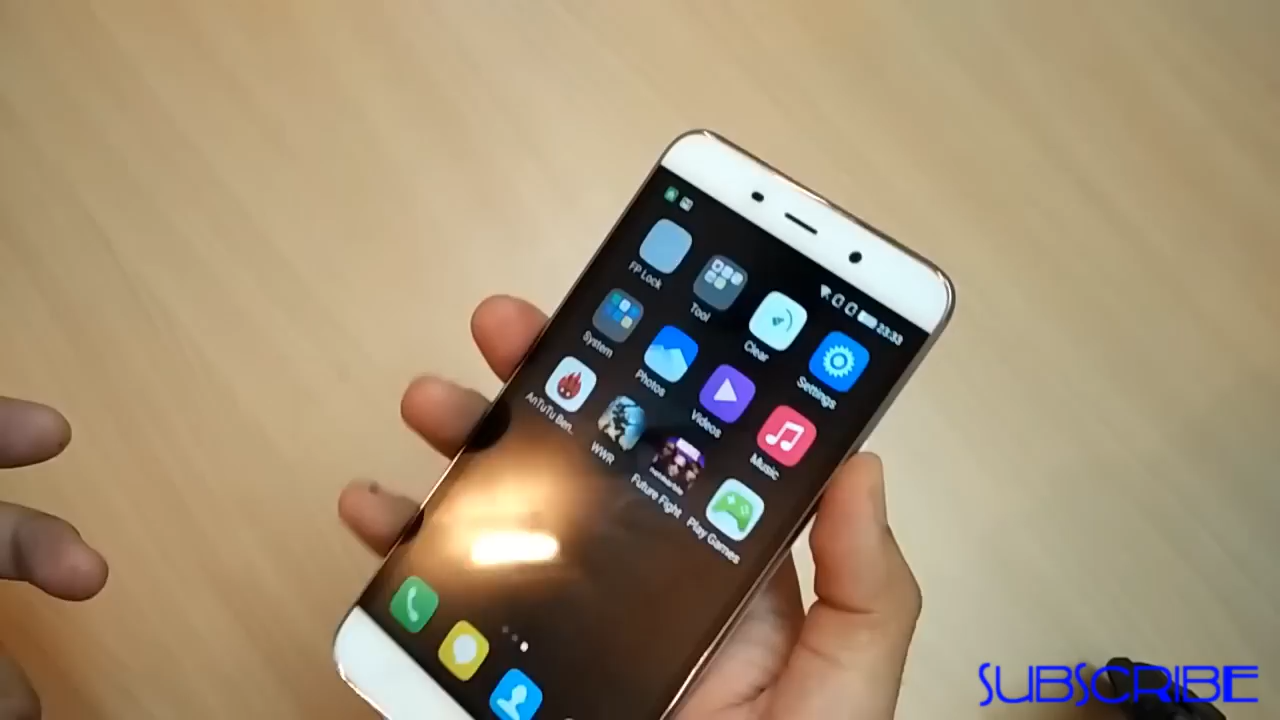 23:33
FP Lock
Tool
Clear
Settings
System
Photos
Videos
Music
AnTuTu Ben..
WWR
Future Fight
Play Games
SUBSCRIBE